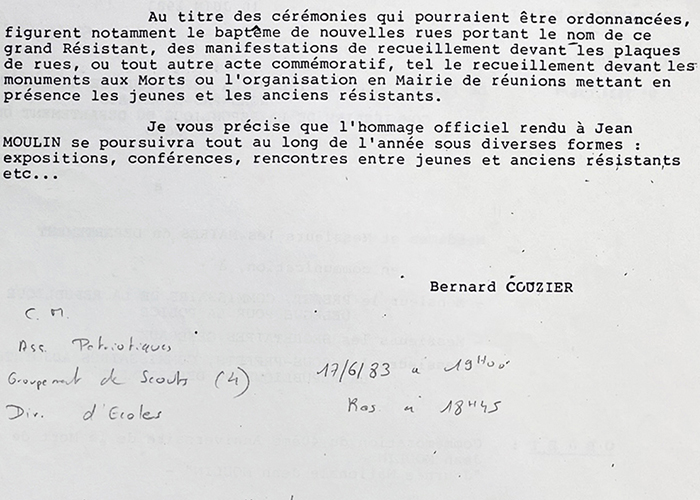 Au titre des cérémonies qui pourraient être ordonnancées,
figurent notamment le baptême de nouvelles rues portant le nom de ce
grand Résistant, des manifestations de recueillement devant les plaques
de rues, ou tout autre acte commémoratif, tel le recueillement devant les
monuments aux Morts ou l'organisation en Mairie de réunions mettant en
présence les jeunes et les anciens résistants.
Je vous précise que l'hommage officiel rendu à Jean
MOULIN se poursuivra tout au long de l'année sous diverses formes :
expositions, conférences, rencontres entre jeunes et anciens résistants
etc...
Bernard COUZIER
C. M.
Ass. Patriotiques
Groupement de Scouts (4)
17/6/83 à 19H00
Dir. d'Ecoles
Ras. à 18H45